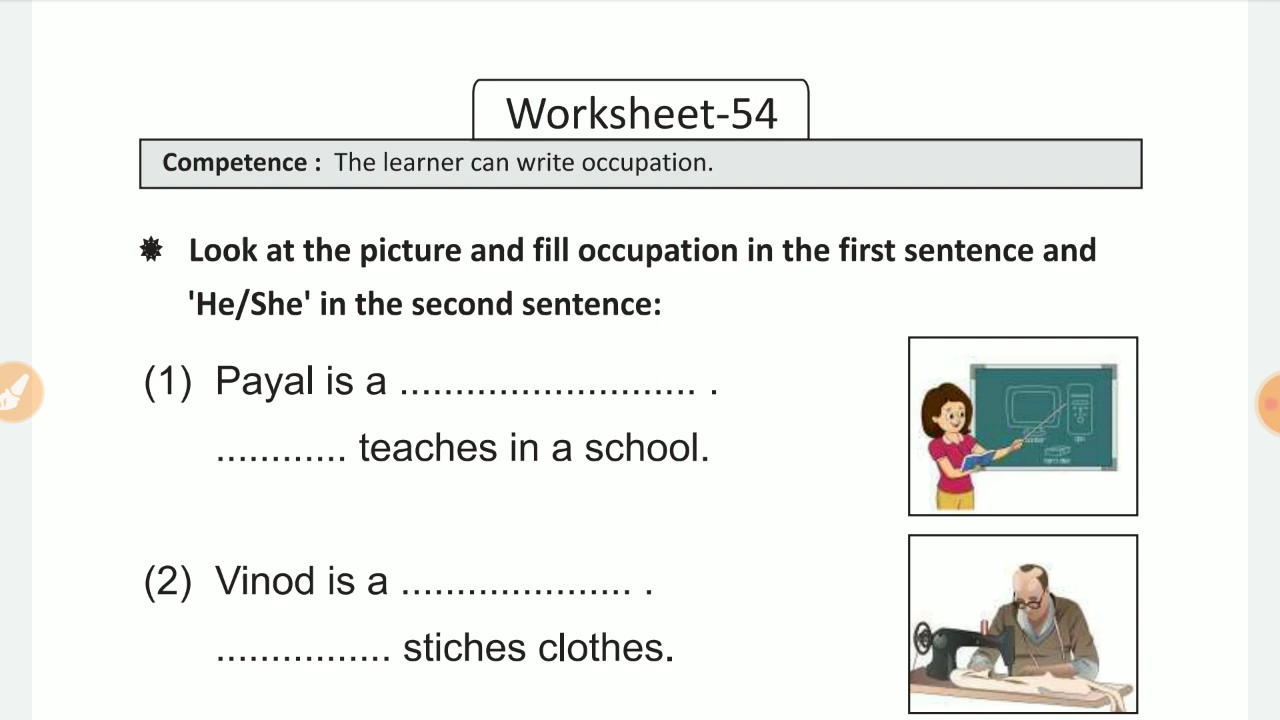 Worksheet-54
Competence : The learner can write occupation.
Look at the picture and fill occupation in the first sentence and
'He/She' in the second sentence:
(1) Payal is a ........................... .
............ teaches in a school.
(2) Vinod is a ..................... .
................ stiches clothes.